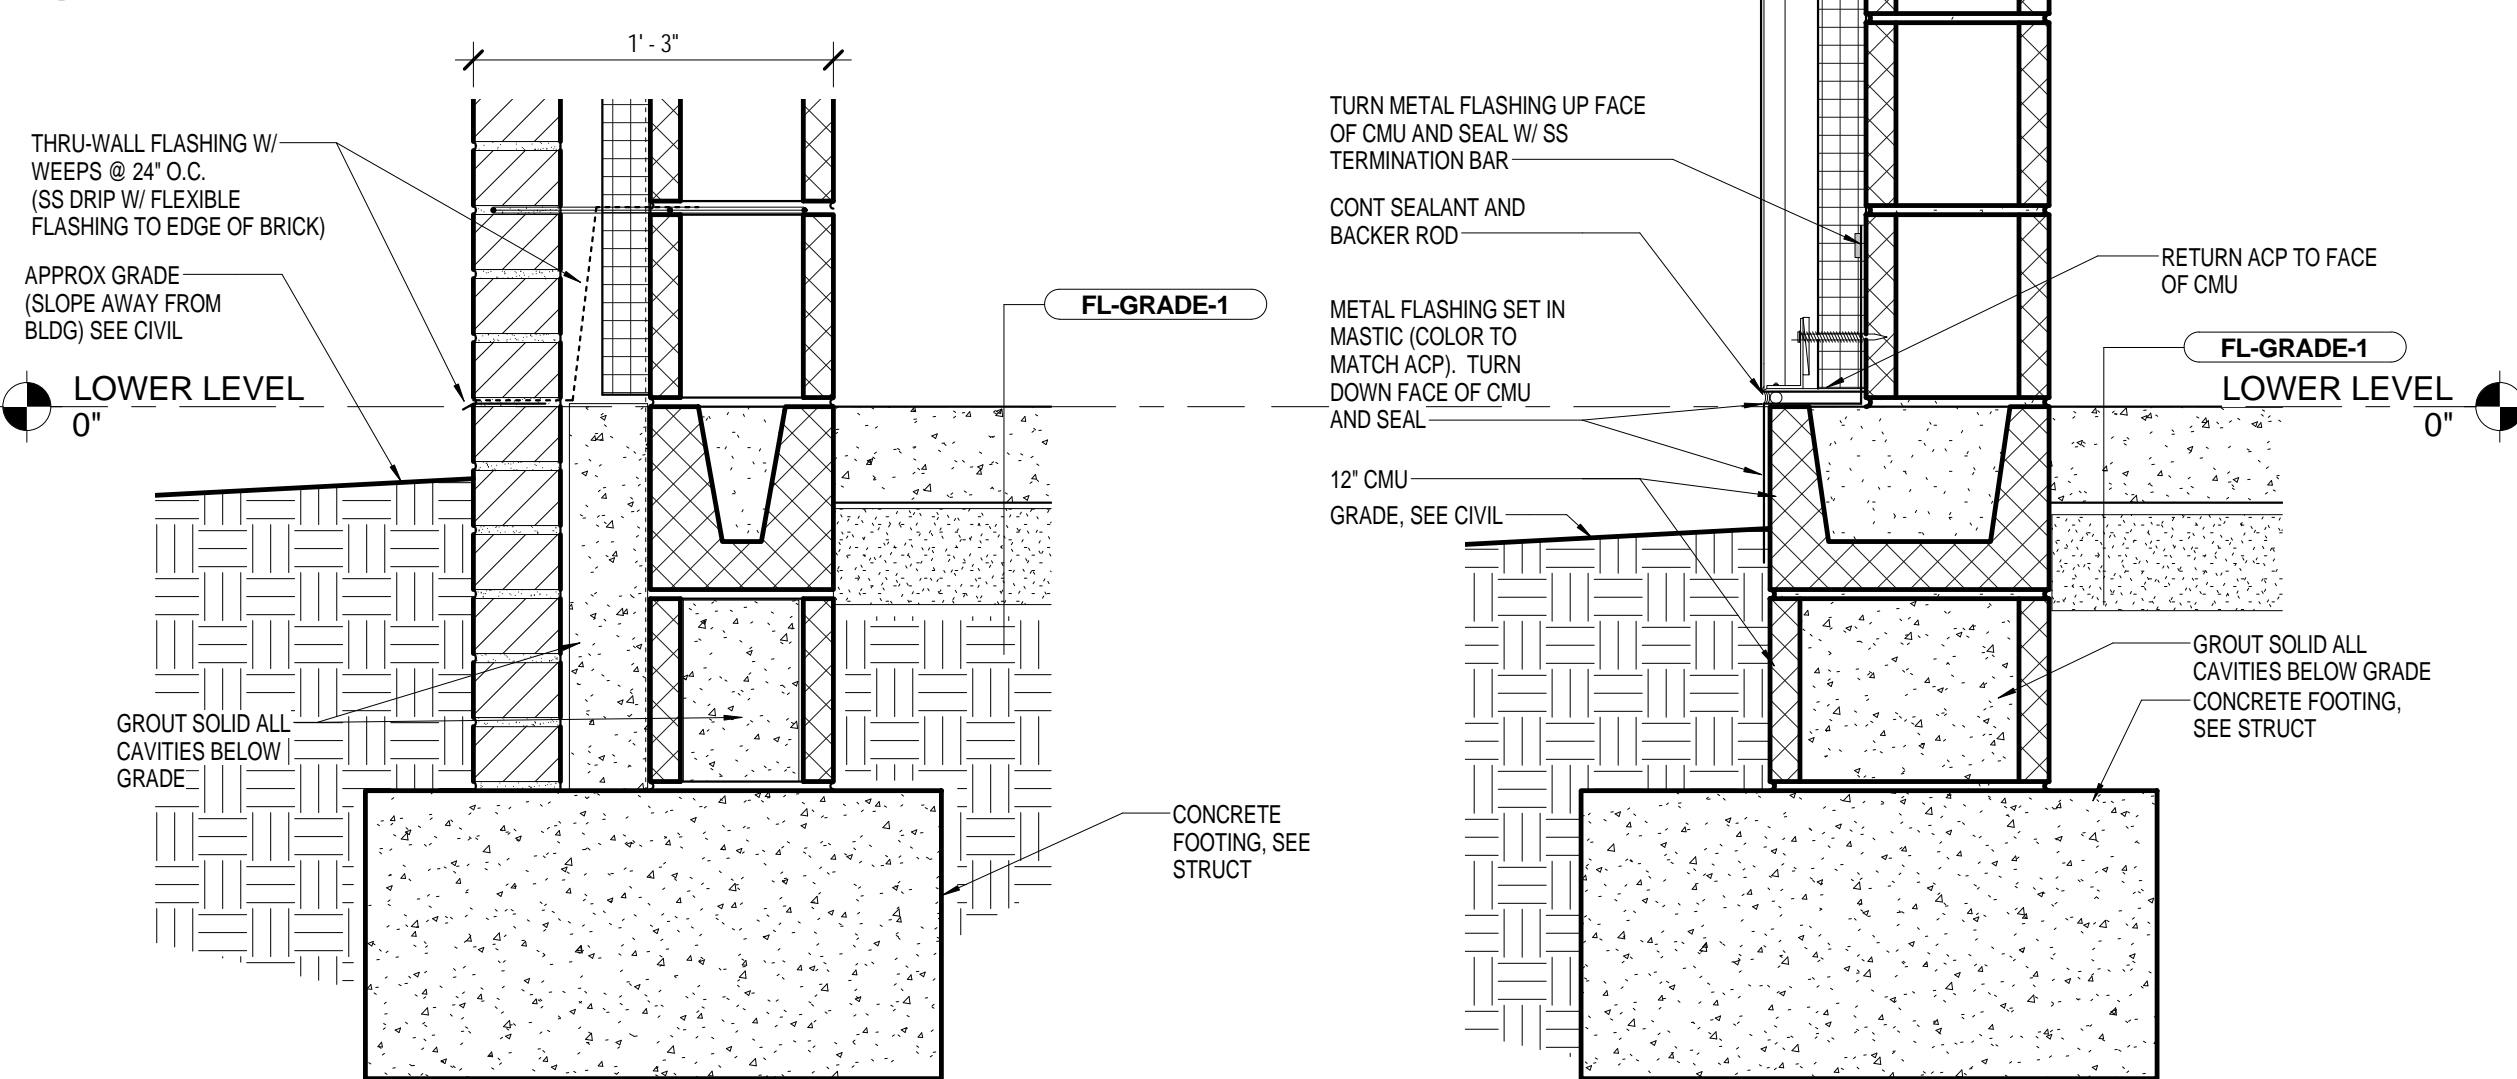 1' - 3"
THRU-WALL FLASHING W/
WEEPS @ 24" O.C.
(SS DRIP W/ FLEXIBLE
FLASHING TO EDGE OF BRICK)
APPROX GRADE
(SLOPE AWAY FROM
BLDG) SEE CIVIL
LOWER LEVEL
0"
GROUT SOLID ALL
CAVITIES BELOW
GRADE
FL-GRADE-1
CONCRETE
FOOTING, SEE
STRUCT
TURN METAL FLASHING UP FACE
OF CMU AND SEAL W/ SS
TERMINATION BAR
CONT SEALANT AND
BACKER ROD
METAL FLASHING SET IN
MASTIC (COLOR TO
MATCH ACP).  TURN
DOWN FACE OF CMU
AND SEAL
12" CMU
GRADE, SEE CIVIL
RETURN ACP TO FACE
OF CMU
FL-GRADE-1
LOWER LEVEL
0"
GROUT SOLID ALL
CAVITIES BELOW GRADE
CONCRETE FOOTING,
SEE STRUCT